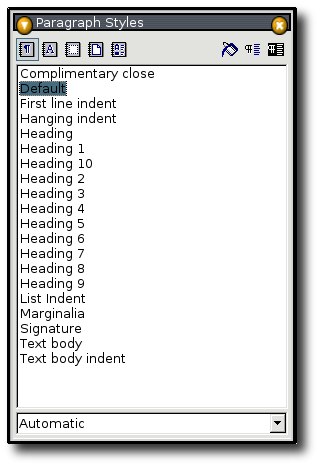 Paragraph Styles
Complimentary close
Default
First line indent
Hanging indent
Heading
Heading 1
Heading 10
Heading 2
Heading 3
Heading 4
Heading 5
Heading 6
Heading 7
Heading 8
Heading 9
List Indent
Marginalia
Signature
Text body
Text body indent
Automatic